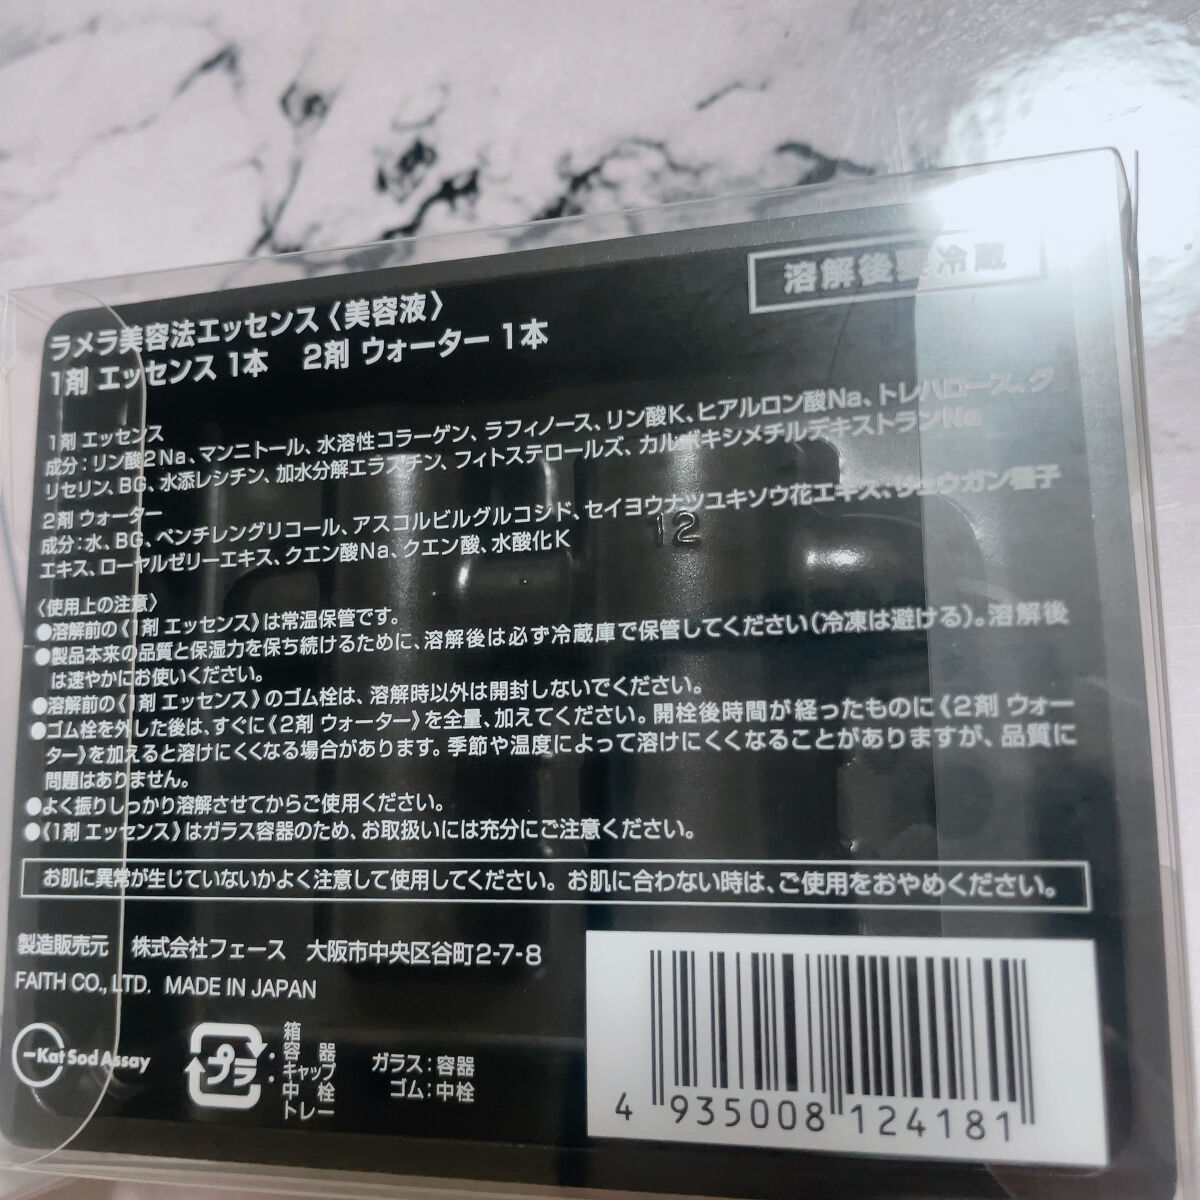 溶解後要冷蔵
ラメラ美容法エッセンス〈美容液〉
1剤 エッセンス 1本 2剤 ウォーター 1本
1剤 エッセンス
成分：リン酸2Na、マンニトール、水溶性コラーゲン、ラフィノース、リン酸K、ヒアルロン酸Na、トレハロース、グ
リセリン、BG、水添レシチン、加水分解エラスチン、フィトステロールズ、カルボキシメチルデキストランNa
2剤 ウォーター
成分：水、BG、ペンチレングリコール、アスコルビルグルコシド、セイヨウナツユキソウ花エキス、リュウガン種子
エキス、ローヤルゼリーエキス、クエン酸Na、クエン酸、水酸化K
12
〈使用上の注意〉
●溶解前の《1剤 エッセンス》は常温保管です。
●製品本来の品質と保湿力を保ち続けるために、溶解後は必ず冷蔵庫で保管してください（冷凍は避ける）。溶解後
は速やかにお使いください。
●溶解前の《1剤 エッセンス》のゴム栓は、溶解時以外は開封しないでください。
●ゴム栓を外した後は、すぐに《2剤 ウォーター》を全量、加えてください。開栓後時間が経ったものに《2剤 ウォー
ター》を加えると溶けにくくなる場合があります。季節や温度によって溶けにくくなることがありますが、品質に
問題はありません。
●よく振りしっかり溶解させてからご使用ください。
●《1剤 エッセンス》はガラス容器のため、お取扱いには充分にご注意ください。
お肌に異常が生じていないかよく注意して使用してください。お肌に合わない時は、ご使用をおやめください。
製造販売元 株式会社フェース 大阪市中央区谷町2-7-8
FAITH CO., LTD. MADE IN JAPAN
Kat Sod Assay
プラ
箱
容器
キャップ
中栓
トレー
ガラス：容器
ゴム：中栓
4 935008 124181